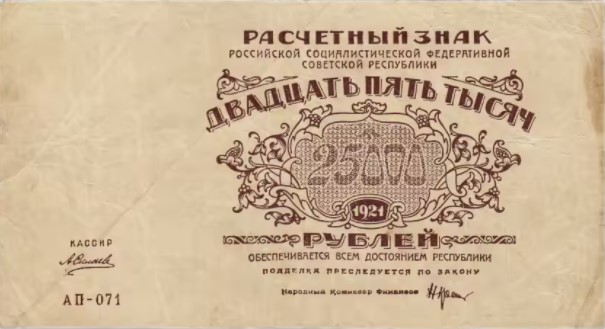 РАСЧЕТНЫЙ ЗНАК
РОССИЙСКОЙ СОЦИАЛИСТИЧЕСКОЙ ФЕДЕРАТИВНОЙ
СОВЕТСКОЙ РЕСПУБЛИКИ
ДВАДЦАТЬ ПЯТЬ ТЫСЯЧ
25000
1921
РУБЛЕЙ
ОБЕСПЕЧИВАЕТСЯ ВСЕМ ДОСТОЯНИЕМ РЕСПУБЛИКИ
ПОДДЕЛКА ПРЕСЛЕДУЕТСЯ ПО ЗАКОНУ
Народный Комиссар Финансов
КАССИР
АП-071